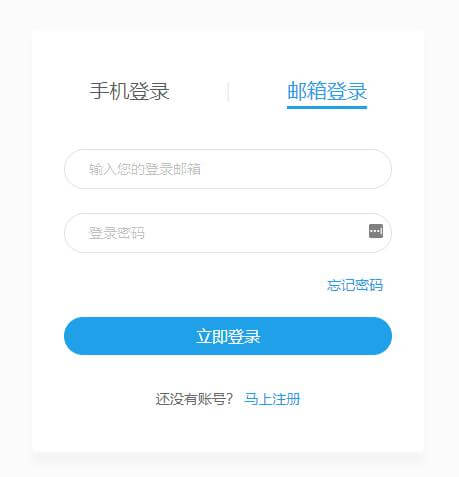 手机登录 邮箱登录
输入您的登录邮箱
登录密码
忘记密码
立即登录
还没有账号？ 马上注册